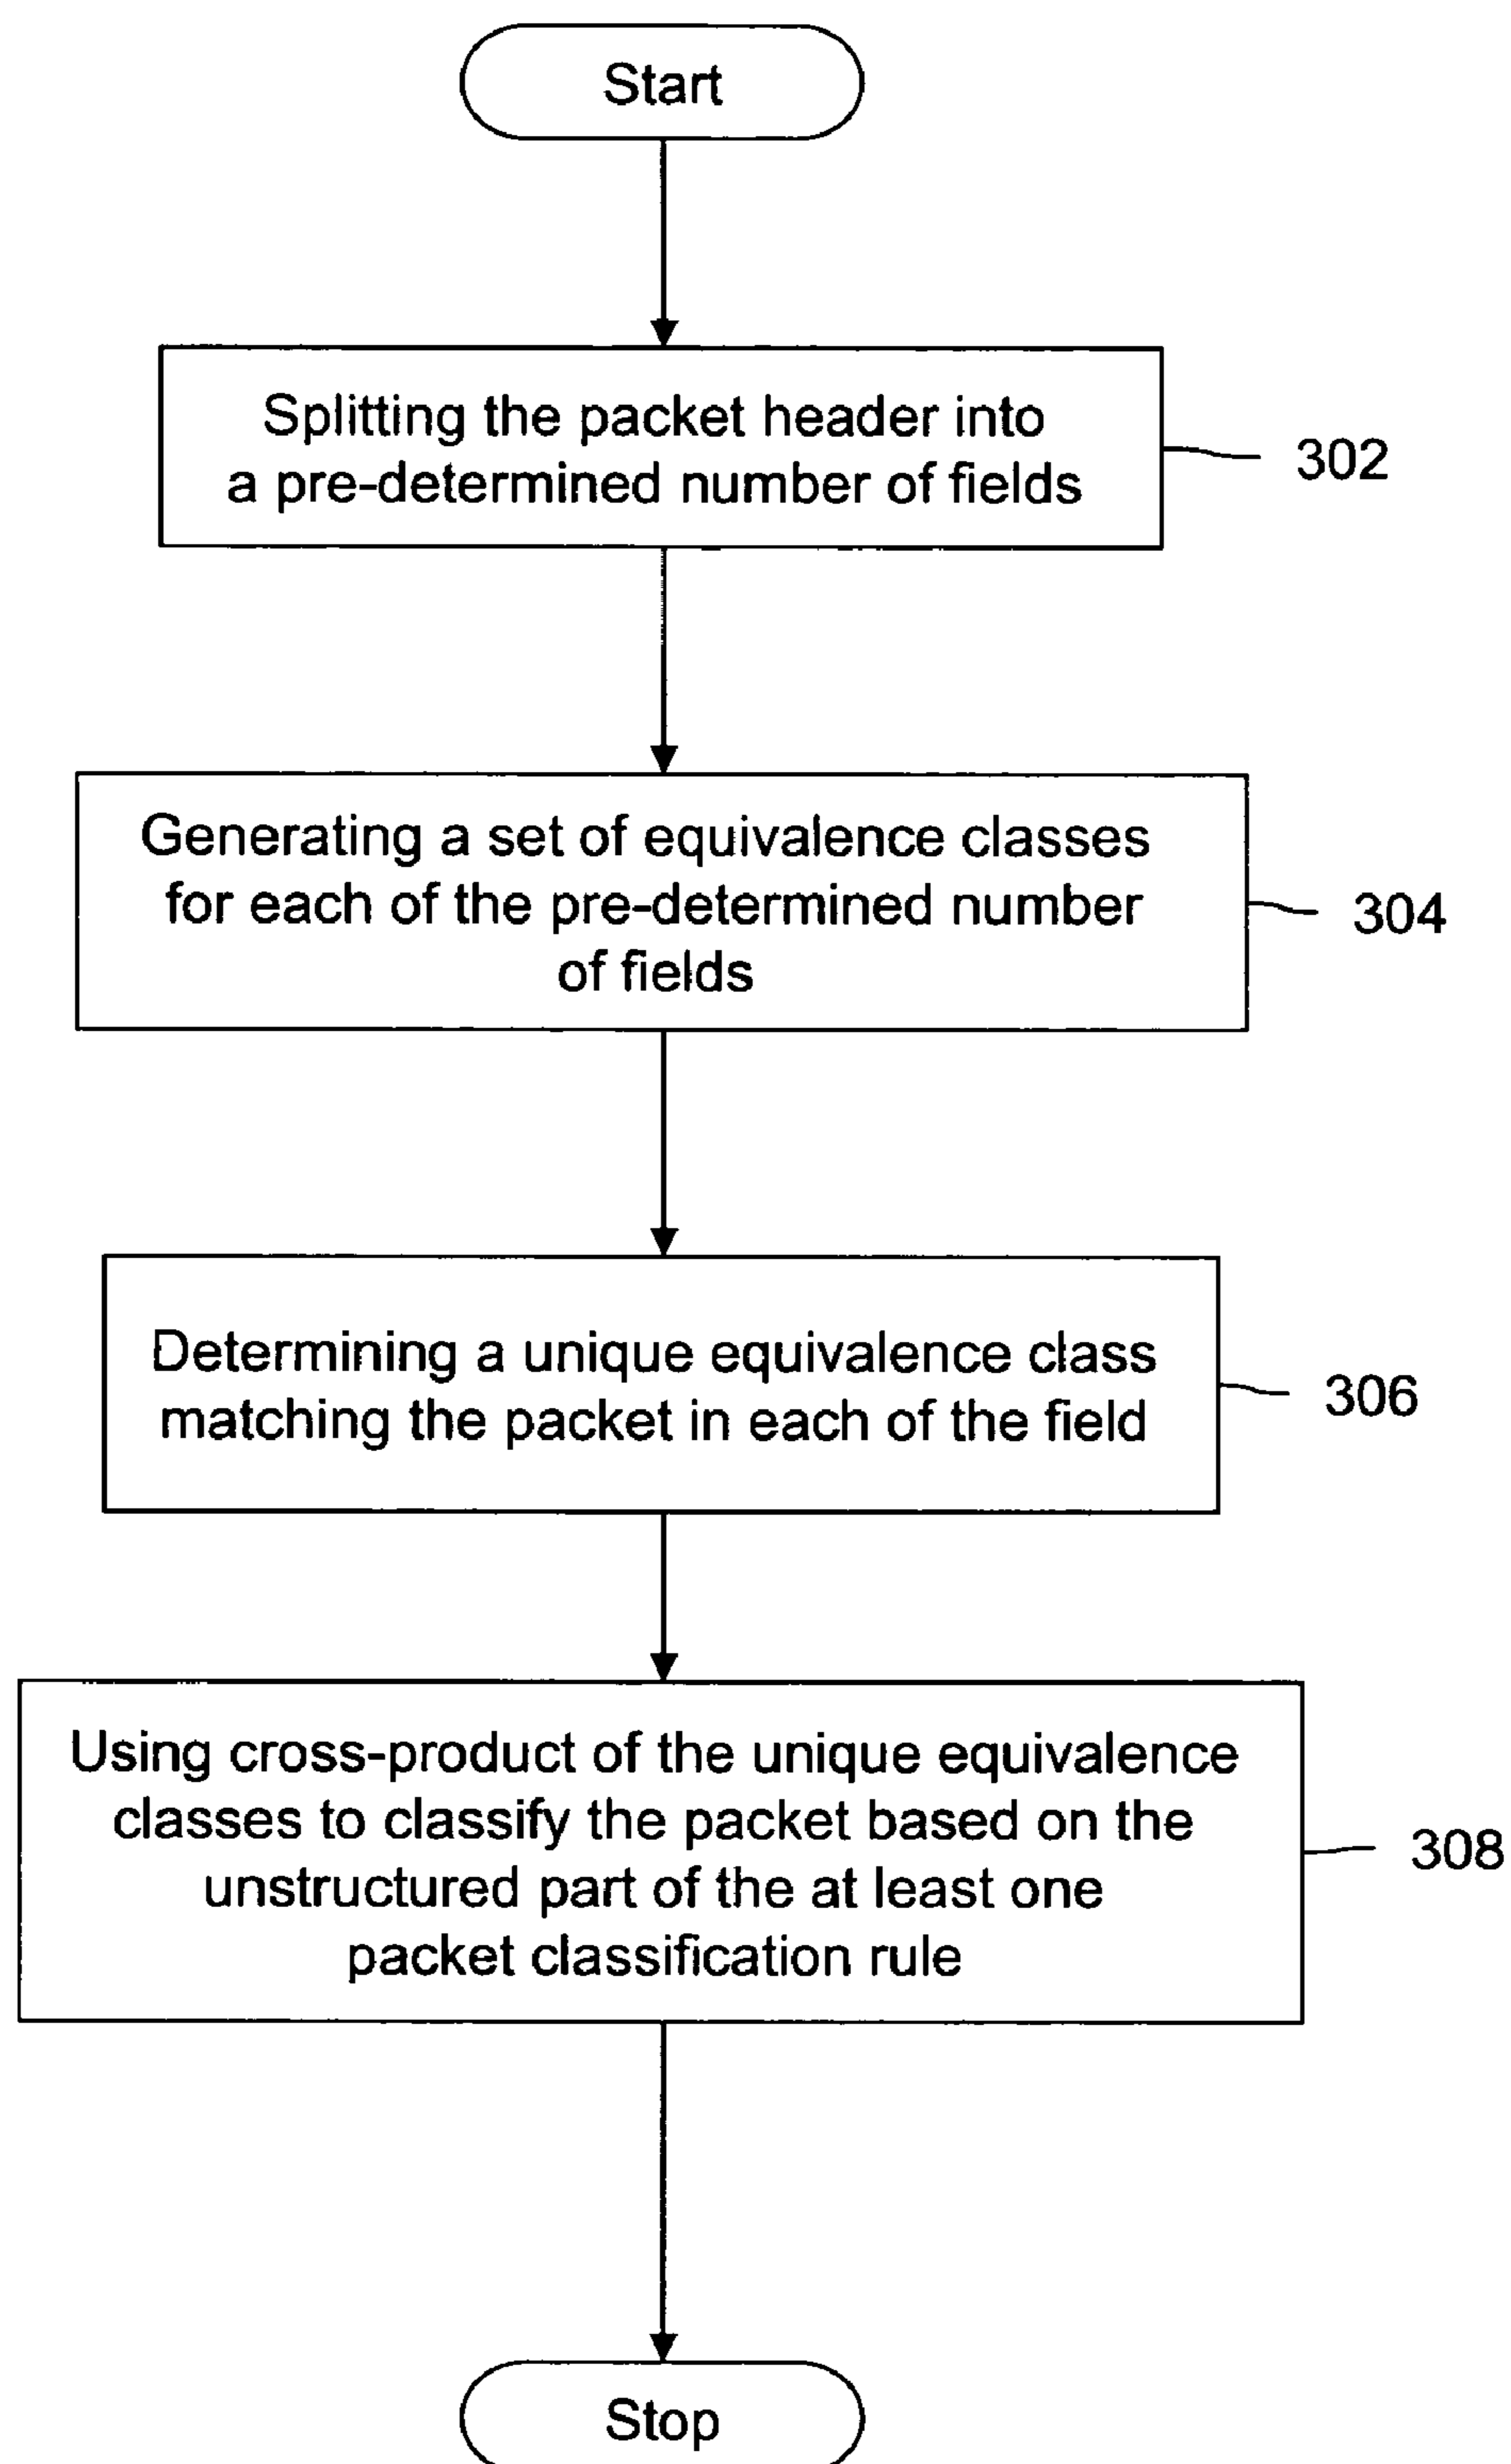 Start
Splitting the packet header into
a pre-determined number of fields
302
Generating a set of equivalence classes
for each of the pre-determined number
of fields
304
Determining a unique equivalence class
matching the packet in each of the field
306
Using cross-product of the unique equivalence
classes to classify the packet based on the
unstructured part of the at least one
packet classification rule
308
Stop